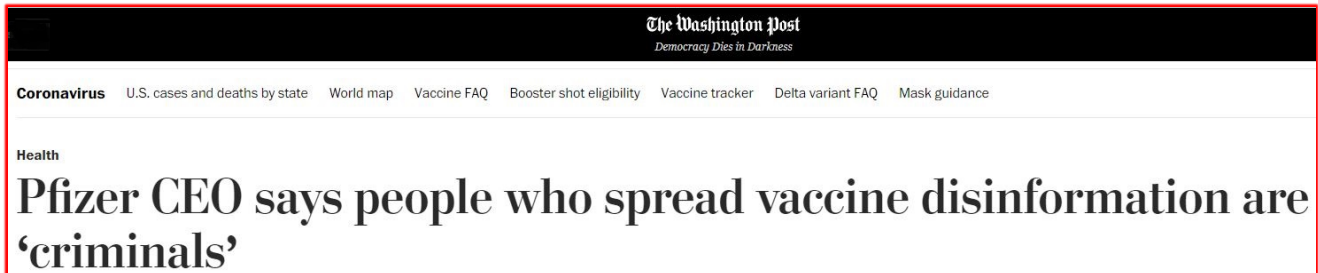 The Washington Post
Democracy Dies in Darkness
Coronavirus U.S. cases and deaths by state World map Vaccine FAQ Booster shot eligibility Vaccine tracker Delta variant FAQ Mask guidance
Health
Pfizer CEO says people who spread vaccine disinformation are
‘criminals’